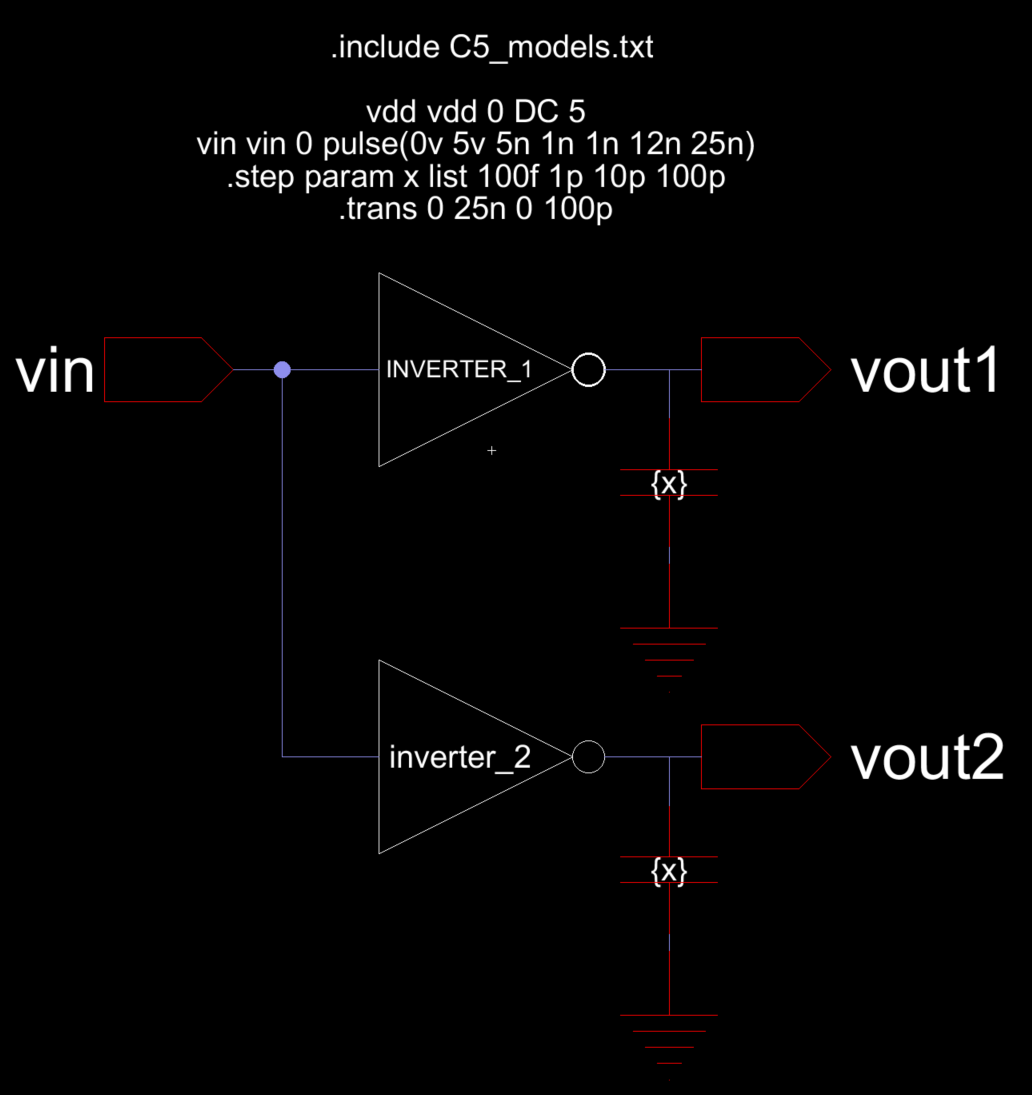 .include C5_models.txt
vdd vdd 0 DC 5
vin vin 0 pulse(0v 5v 5n 1n 1n 12n 25n)
.step param x list 100f 1p 10p 100p
.trans 0 25n 0 100p
vin
INVERTER_1
vout1
{x}
inverter_2
vout2
{x}